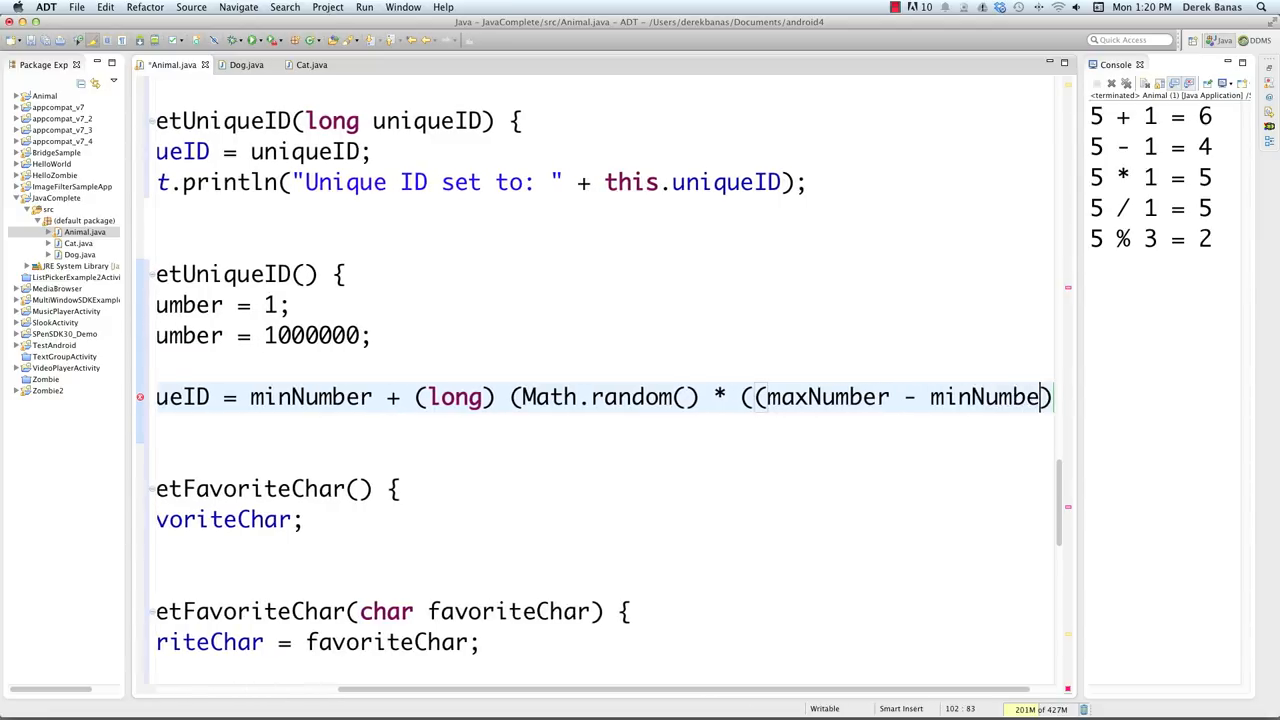 ADT File Edit Refactor Source Navigate Search Project Run Window Help 10 Mon 1:20 PM Derek Banas
Java - JavaComplete/src/Animal.java - ADT - /Users/derekbanas/Documents/android4
Quick Access Java DDMS
Package Exp
*Animal.java Dog.java Cat.java
Console
<terminated> Animal (1) [Java Application] /S
Animal
appcompat_v7
appcompat_v7_2
appcompat_v7_3
appcompat_v7_4
BridgeSample
HelloWorld
HelloZombie
ImageFilterSampleApp
JavaComplete
src
(default package)
Animal.java
Cat.java
Dog.java
JRE System Library [Ja
ListPickerExample2Activi
MediaBrowser
MultiWindowSDKExample
MusicPlayerActivity
SlookActivity
SPenSDK30_Demo
TestAndroid
TextGroupActivity
VideoPlayerActivity
Zombie
Zombie2
etUniqueID(long uniqueID) {
ueID = uniqueID;
t.println("Unique ID set to: " + this.uniqueID);
etUniqueID() {
umber = 1;
umber = 1000000;
ueID = minNumber + (long) (Math.random() * ((maxNumber - minNumbe)
etFavoriteChar() {
voriteChar;
etFavoriteChar(char favoriteChar) {
riteChar = favoriteChar;
5 + 1 = 6
5 - 1 = 4
5 * 1 = 5
5 / 1 = 5
5 % 3 = 2
Writable Smart Insert 102 : 83 201M of 427M